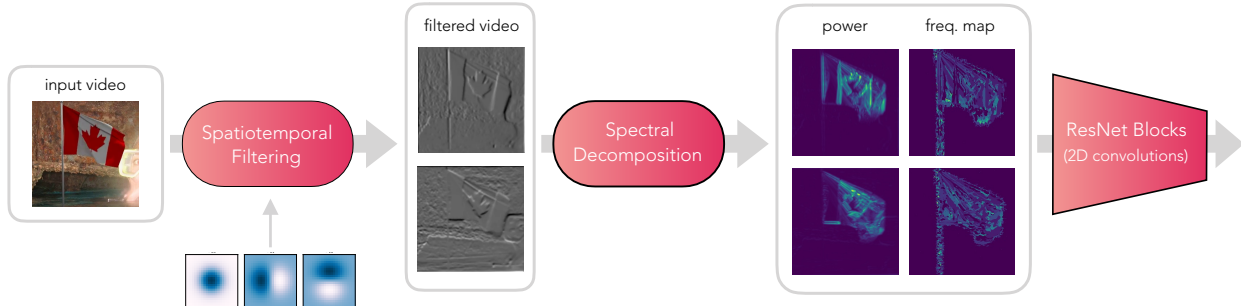 input video
Spatiotemporal
Filtering
filtered video
Spectral
Decomposition
power
freq. map
ResNet Blocks
(2D convolutions)